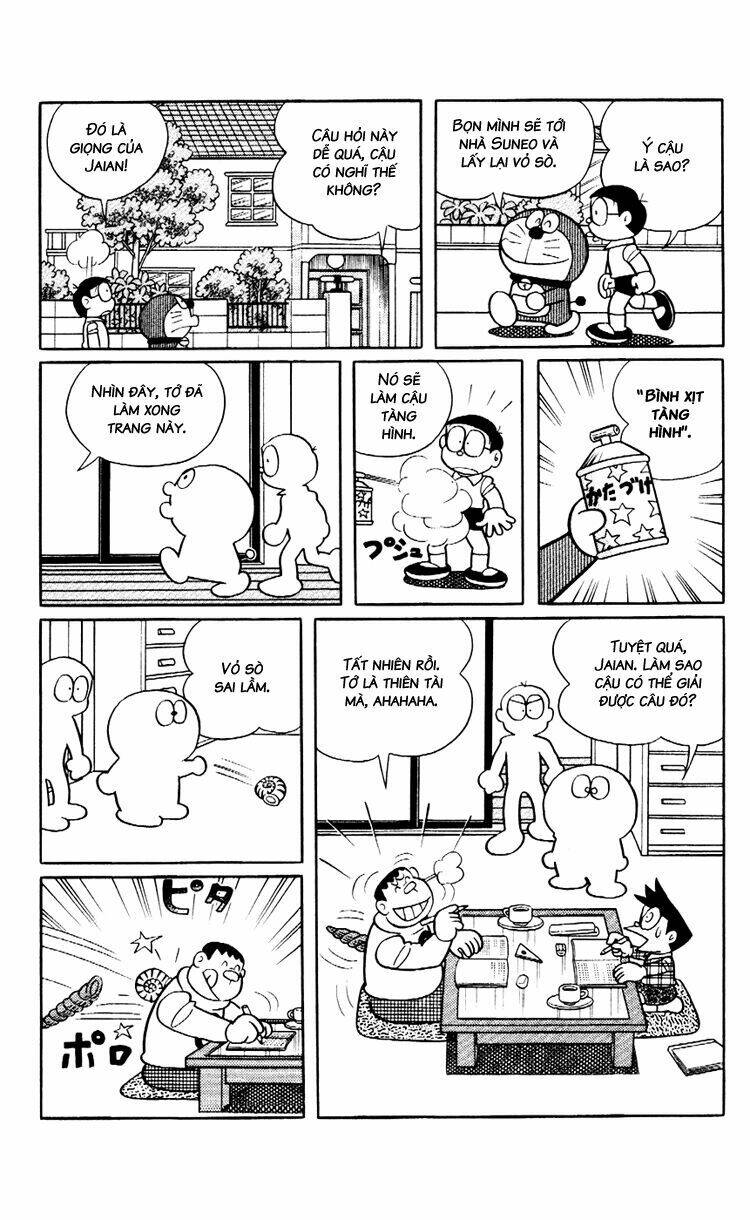 Ý CẬU
LÀ SAO?
BỌN MÌNH SẼ TỚI
NHÀ SUNEO VÀ
LẤY LẠI VỎ SÒ.
CÂU HỎI NÀY
DỄ QUÁ, CẬU
CÓ NGHĨ THẾ
KHÔNG?
ĐÓ LÀ
GIỌNG CỦA
JAIAN!
"BÌNH XỊT
TÀNG
HÌNH".
かたづけ
NÓ SẼ
LÀM CẬU
TÀNG
HÌNH.
プシュ
NHÌN ĐÂY, TỚ ĐÃ
LÀM XONG
TRANG NÀY.
TUYỆT QUÁ,
JAIAN. LÀM SAO
CẬU CÓ THỂ GIẢI
ĐƯỢC CÂU ĐÓ?
TẤT NHIÊN RỒI.
TỚ LÀ THIÊN TÀI
MÀ, AHAHAHA.
VỎ SÒ
SAI LẦM.
ピタ
ポロ